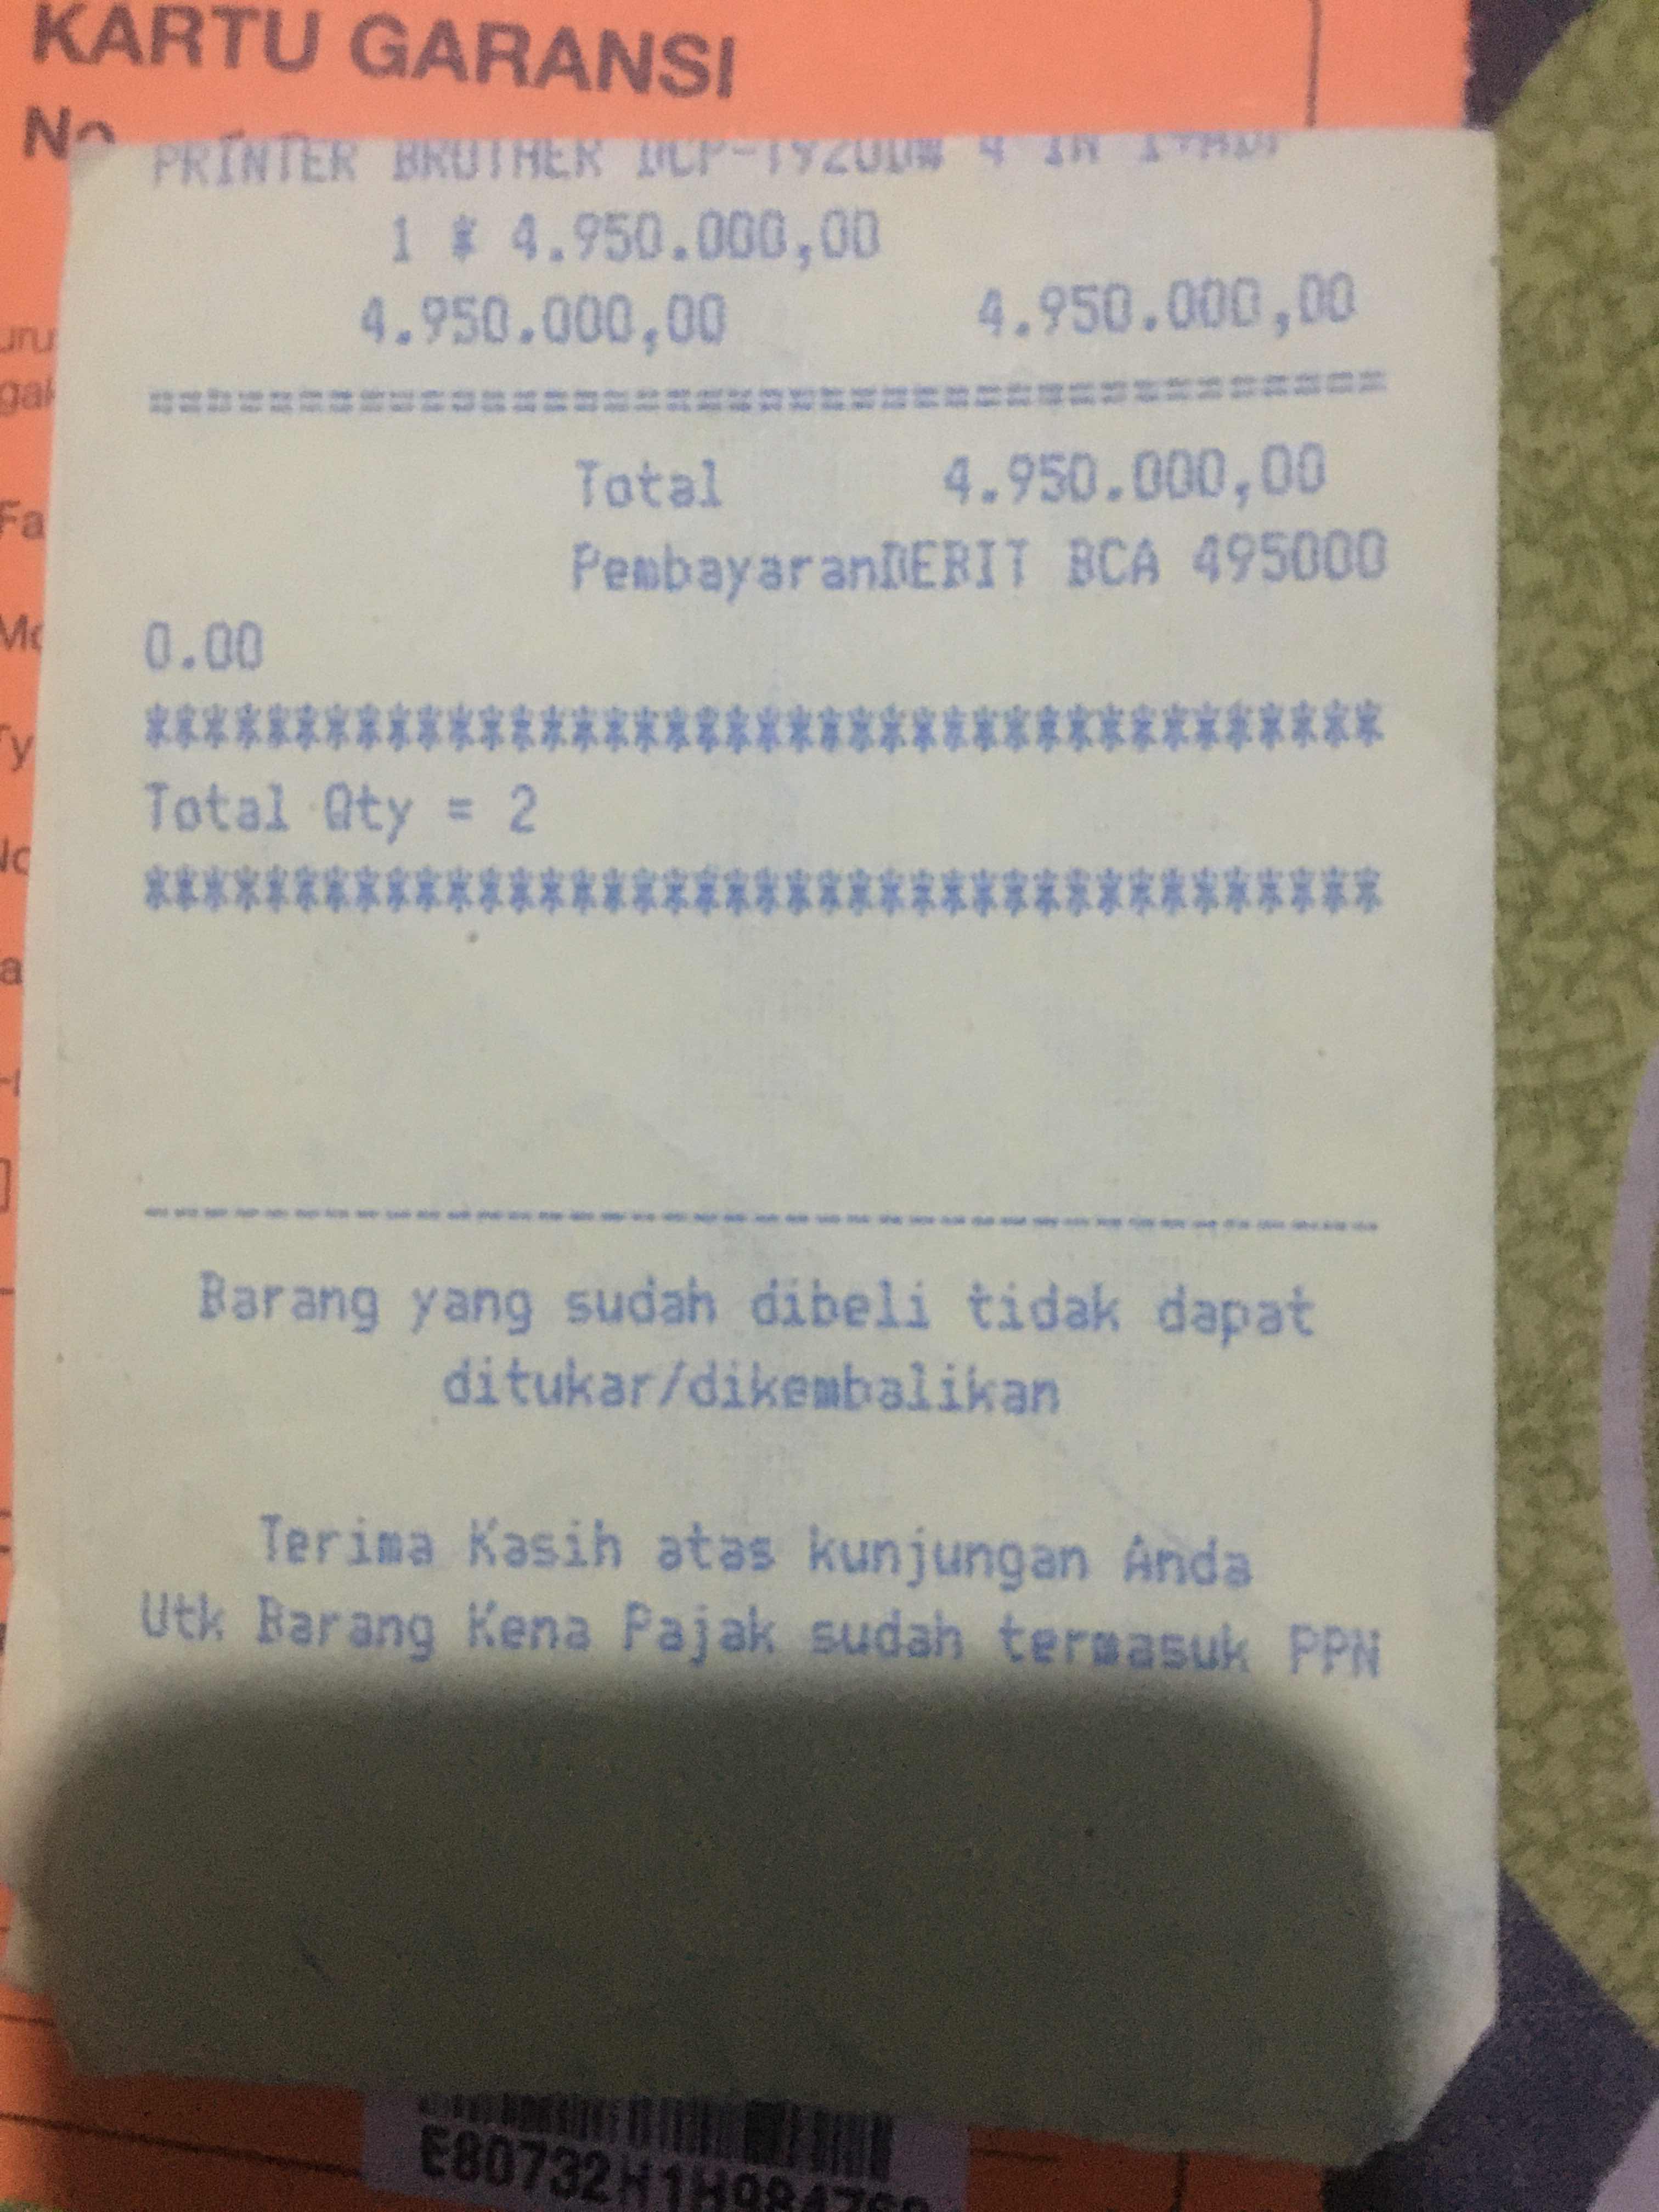 KARTU GARANSI
No
PRINTER BROTHER DCP-T920DW 4 IN 1+ADF
1 * 4.950.000,00
4.950.000,00 4.950.000,00
========================================
Total 4.950.000,00
PembayaranDEBIT BCA 495000
0.00
****************************************
Total Qty = 2
****************************************
----------------------------------------
Barang yang sudah dibeli tidak dapat
ditukar/dikembalikan
Terima Kasih atas kunjungan Anda
Utk Barang Kena Pajak sudah termasuk PPN